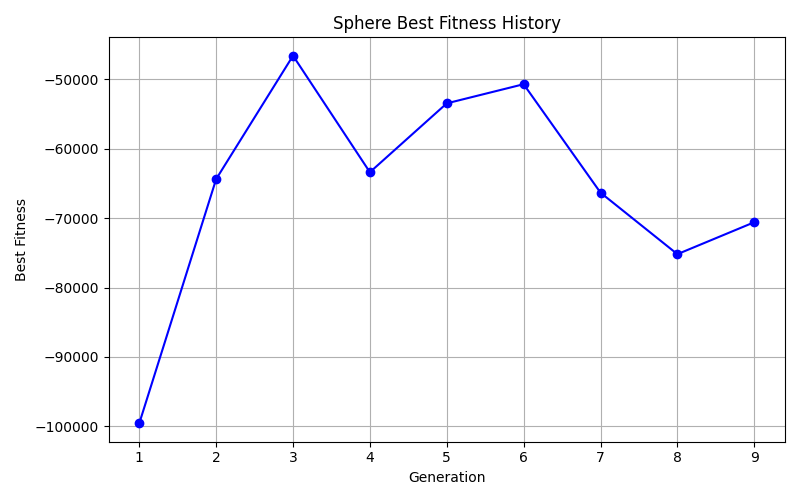 Sphere Best Fitness History
Best Fitness
−50000
−60000
−70000
−80000
−90000
−100000
1 2 3 4 5 6 7 8 9
Generation